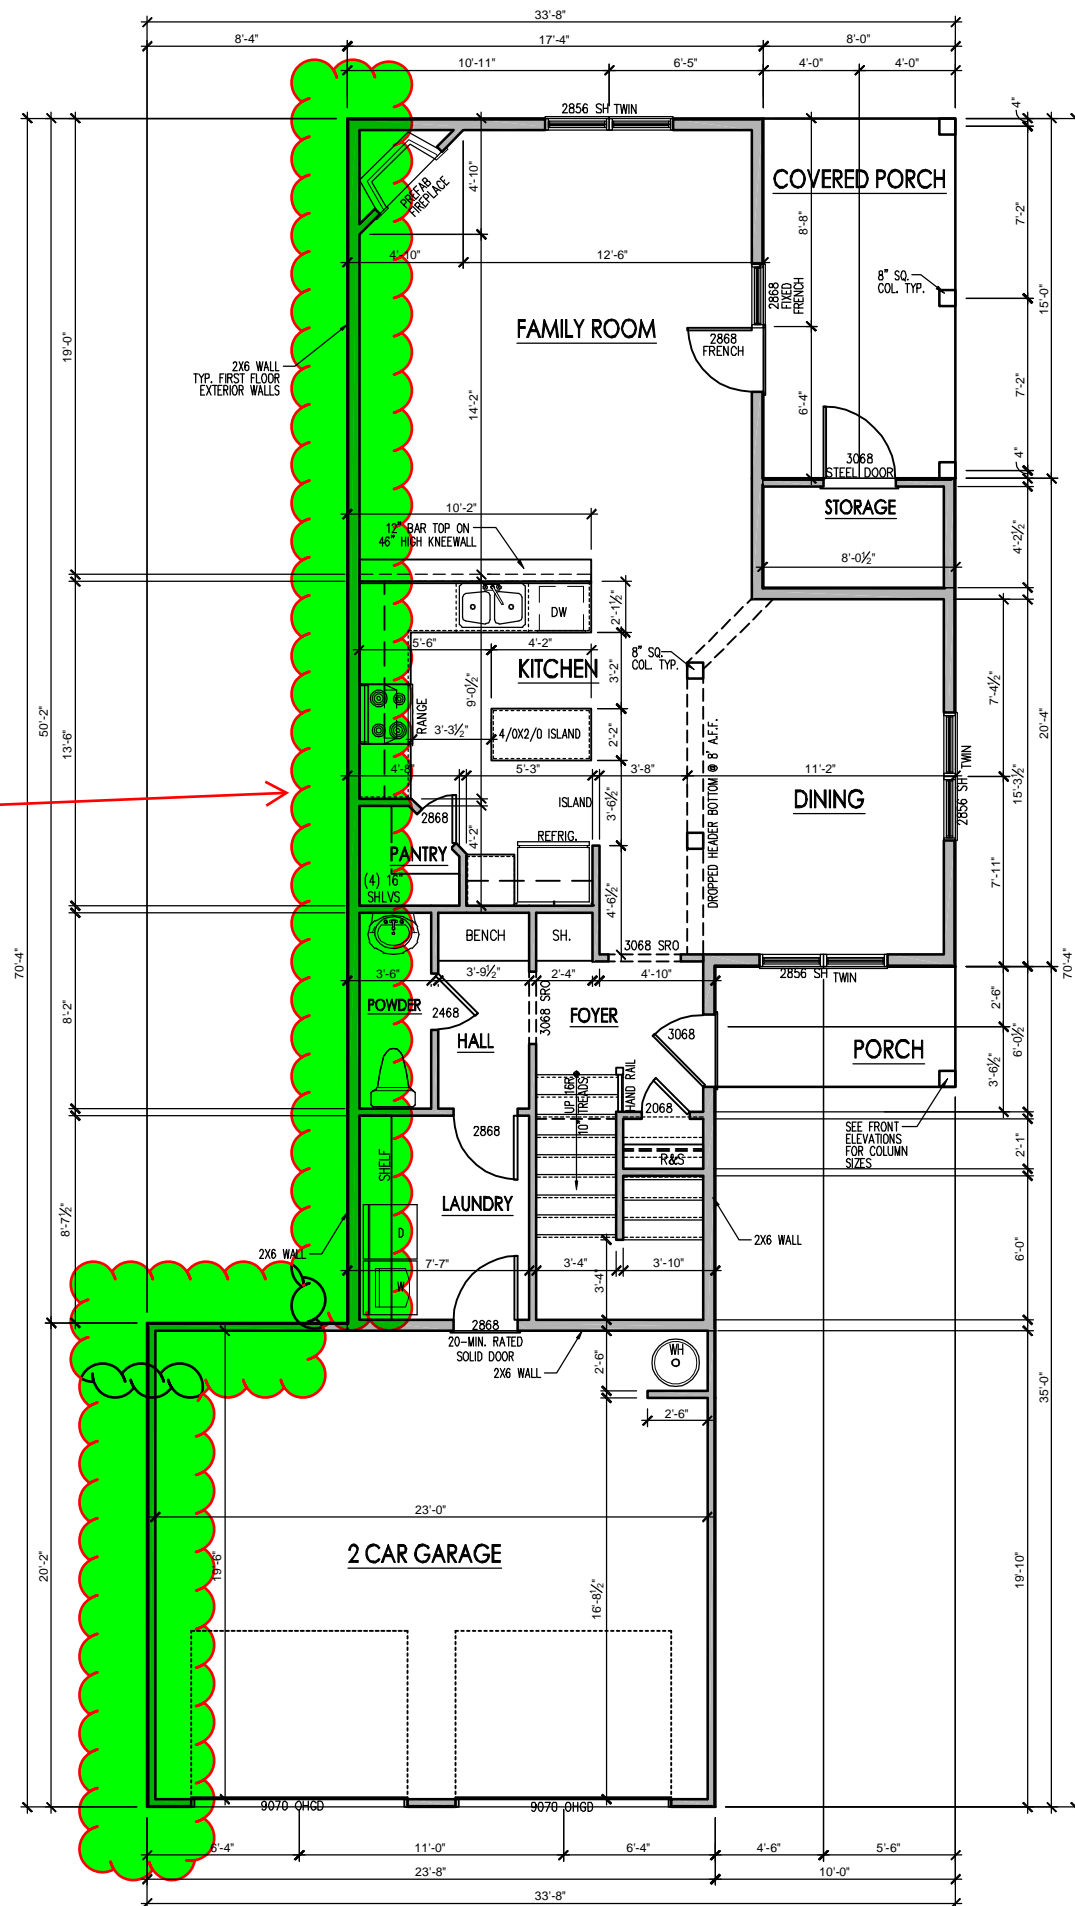 33'-8"
8'-4"
17'-4"
8'-0"
10'-11"
6'-5"
4'-0"
4'-0"
2856 SH TWIN
4"
PREFAB
FIREPLACE
4'-10"
COVERED PORCH
8'-8"
7'-2"
4'-10"
12'-6"
2868
FIXED
FRENCH
8" SQ.
COL. TYP.
15'-0"
FAMILY ROOM
2868
FRENCH
19'-0"
2X6 WALL
TYP. FIRST FLOOR
EXTERIOR WALLS
14'-2"
6'-4"
7'-2"
3068
STEEL DOOR
4"
10'-2"
STORAGE
12" BAR TOP ON
46" HIGH KNEEWALL
4'-2½"
8'-0½"
DW
2'-1½"
5'-6"
4'-2"
8" SQ.
COL. TYP.
KITCHEN
3'-2"
7'-4½"
9'-0½"
RANGE
50'-2"
13'-6"
3'-3½"
4/0X2/0 ISLAND
2'-2"
DROPPED HEADER BOTTOM @ 8' A.F.F.
20'-4"
4'-8"
5'-3"
3'-8"
11'-2"
2856 SH TWIN
15'-3½"
DINING
ISLAND
3'-6½"
2868
REFRIG.
4'-2"
PANTRY
7'-11"
(4) 16"
SHLVS
4'-6½"
BENCH
SH.
3068 SRO
70'-4"
70'-4"
3'-6"
3'-9½"
2'-4"
4'-10"
2856 SH TWIN
POWDER
2468
3068 SRO
FOYER
2'-6"
8'-2"
HALL
3068
PORCH
6'-0½"
3'-6½"
UP 16R
10" TREADS
HAND RAIL
2068
2868
SEE FRONT
ELEVATIONS
FOR COLUMN
SIZES
2'-1"
SHELF
R&S
8'-7½"
LAUNDRY
D
2X6 WALL
2X6 WALL
6'-0"
7'-7"
3'-4"
3'-10"
W
3'-4"
2868
20-MIN. RATED
SOLID DOOR
2X6 WALL
2'-6"
WH
35'-0"
2'-6"
23'-0"
2 CAR GARAGE
20'-2"
19'-6"
16'-8½"
19'-10"
9070 OHGD
9070 OHGD
6'-4"
11'-0"
6'-4"
4'-6"
5'-6"
23'-8"
10'-0"
33'-8"